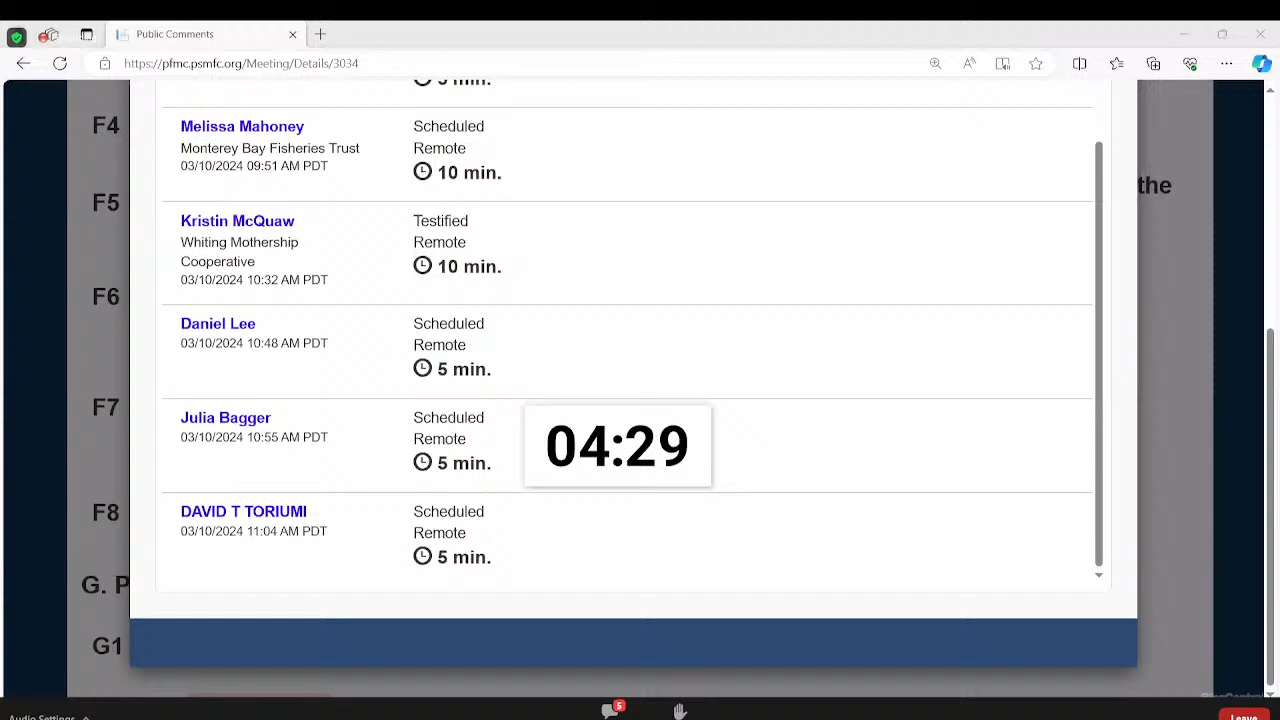 Public Comments
https://pfmc.psmfc.org/Meeting/Details/3034
5 min.
F4
Melissa Mahoney
Scheduled
Monterey Bay Fisheries Trust
Remote
03/10/2024 09:51 AM PDT
10 min.
the
F5
Kristin McQuaw
Testified
Whiting Mothership
Remote
Cooperative
10 min.
03/10/2024 10:32 AM PDT
F6
Daniel Lee
Scheduled
03/10/2024 10:48 AM PDT
Remote
5 min.
F7
Julia Bagger
Scheduled
03/10/2024 10:55 AM PDT
Remote
5 min.
04:29
F8
DAVID T TORIUMI
Scheduled
03/10/2024 11:04 AM PDT
Remote
5 min.
G. P
G1
RingCentral
5
Audio Settings
Leave